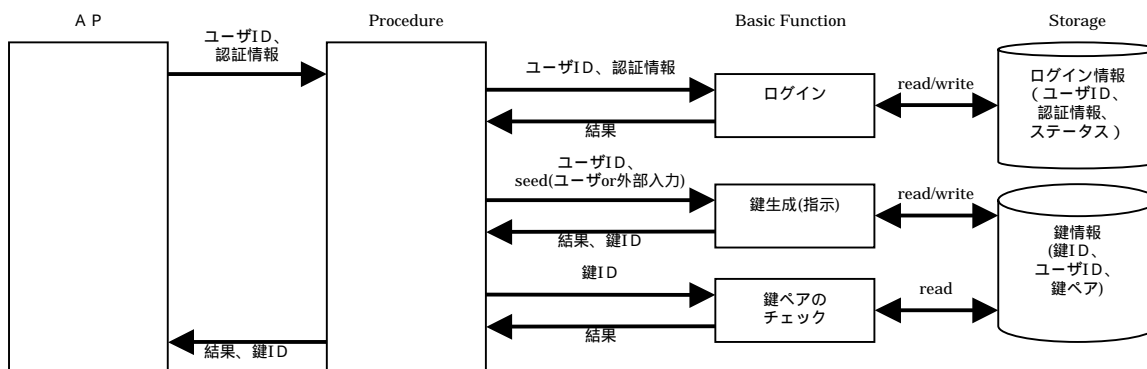 ＡＰ
Procedure
Basic Function
Storage
ユーザID、
認証情報
ユーザID、認証情報
ログイン
read/write
ログイン情報
(ユーザID、
認証情報、
ステータス)
結果
ユーザID、
seed(ユーザor外部入力)
鍵生成(指示)
read/write
結果、鍵ID
鍵情報
(鍵ID、
ユーザID、
鍵ペア)
鍵ID
鍵ペアの
チェック
read
結果
結果、鍵ID